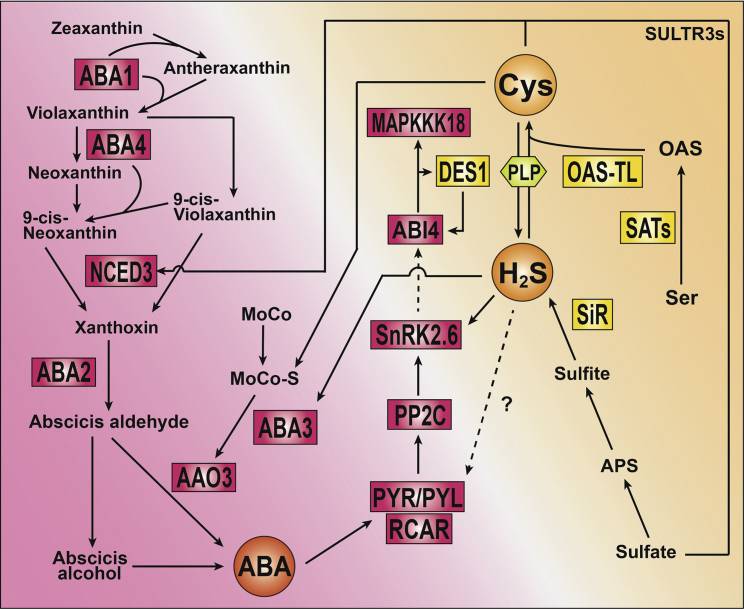 Zeaxanthin
SULTR3s
ABA1
Antheraxanthin
Cys
Violaxanthin
MAPKKK18
ABA4
OAS
Neoxanthin
DES1
PLP
OAS-TL
9-cis-
Violaxanthin
9-cis-
Neoxanthin
ABI4
SATs
NCED3
H₂S
Ser
MoCo
SiR
Xanthoxin
SnRK2.6
ABA2
MoCo-S
Sulfite
Abscicis aldehyde
ABA3
PP2C
?
AAO3
APS
PYR/PYL
RCAR
Sulfate
Abscicis
alcohol
ABA